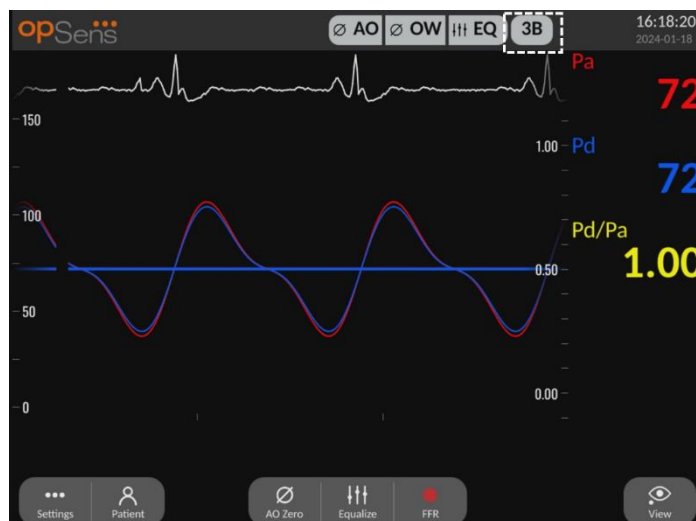 opSens
Ø AO Ø OW EQ 3B
16:18:20
2024-01-18
Pa
72
150
1.00
Pd
72
100
Pd/Pa
1.00
0.50
50
0.00
0
Settings Patient AO Zero Equalize FFR View